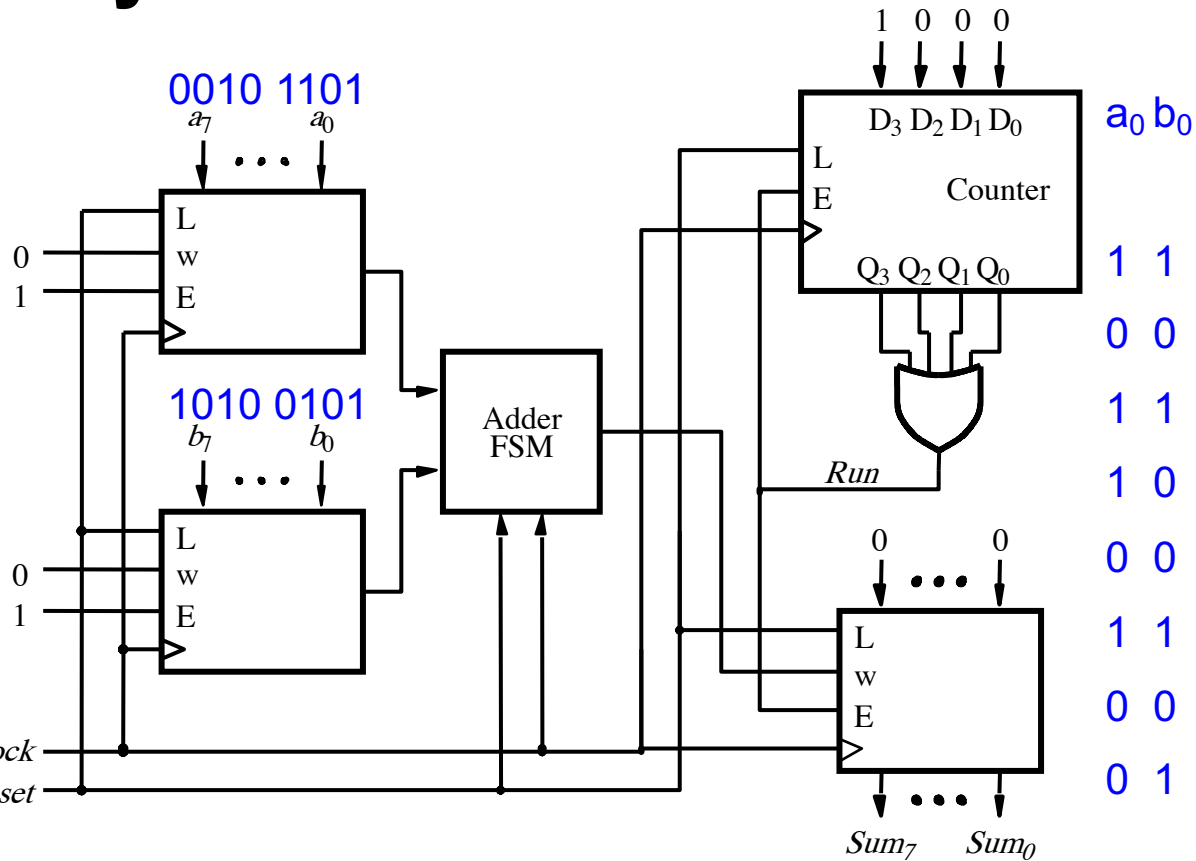 1 0 0 0
0010 1101
a7 a0
D3 D2 D1 D0
L
E
Counter
Q3 Q2 Q1 Q0
0
1
L
w
E
1010 0101
b7 b0
Adder
FSM
Run
0
1
L
w
E
0 0
L
w
E
ock
set
Sum7 Sum0
a0 b0
1 1
0 0
1 1
1 0
0 0
1 1
0 0
0 1